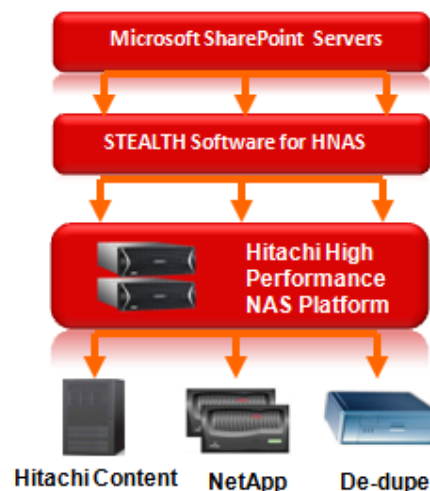 Microsoft SharePoint Servers
STEALTH Software for HNAS
Hitachi High
Performance
NAS Platform
Hitachi Content
NetApp
De-dupe